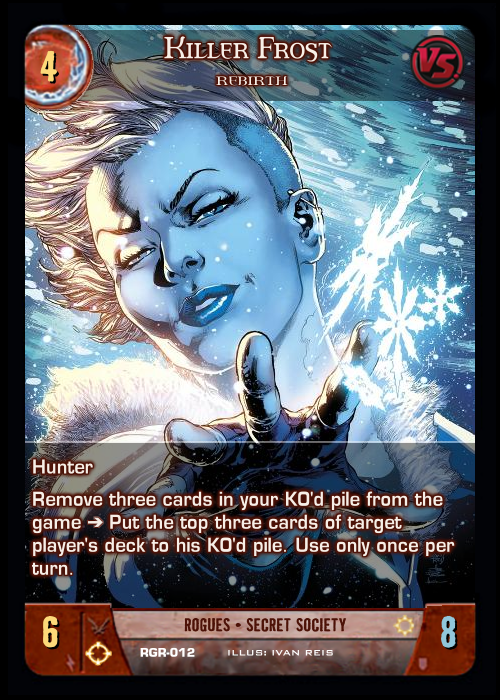 4
KILLER FROST
REBIRTH
VS.
Hunter
Remove three cards in your KO'd pile from the
game ➔ Put the top three cards of target
player's deck to his KO'd pile. Use only once per
turn.
6
ROGUES • SECRET SOCIETY
8
RGR-012
ILLUS: IVAN REIS